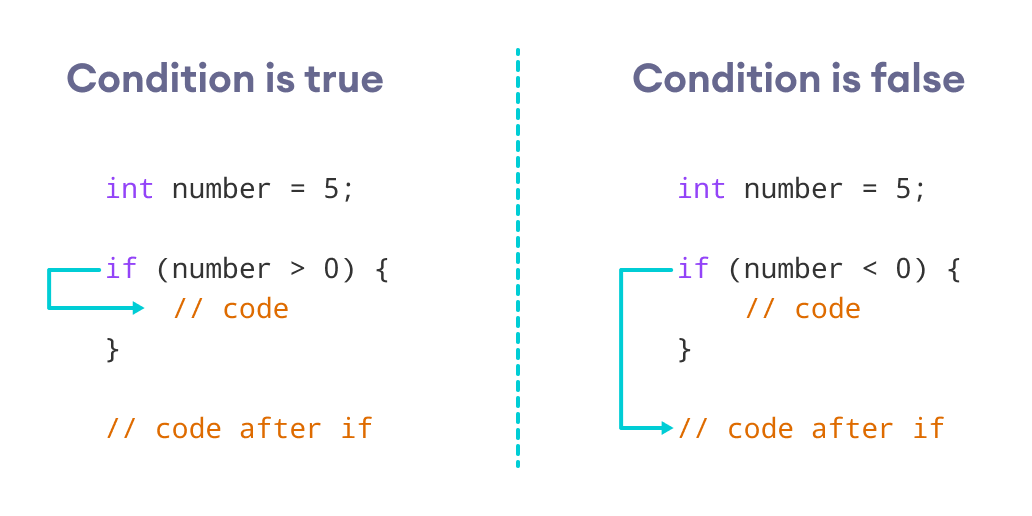 Condition is true
int number = 5;
if (number > 0) {
// code
}
// code after if
Condition is false
int number = 5;
if (number < 0) {
// code
}
// code after if